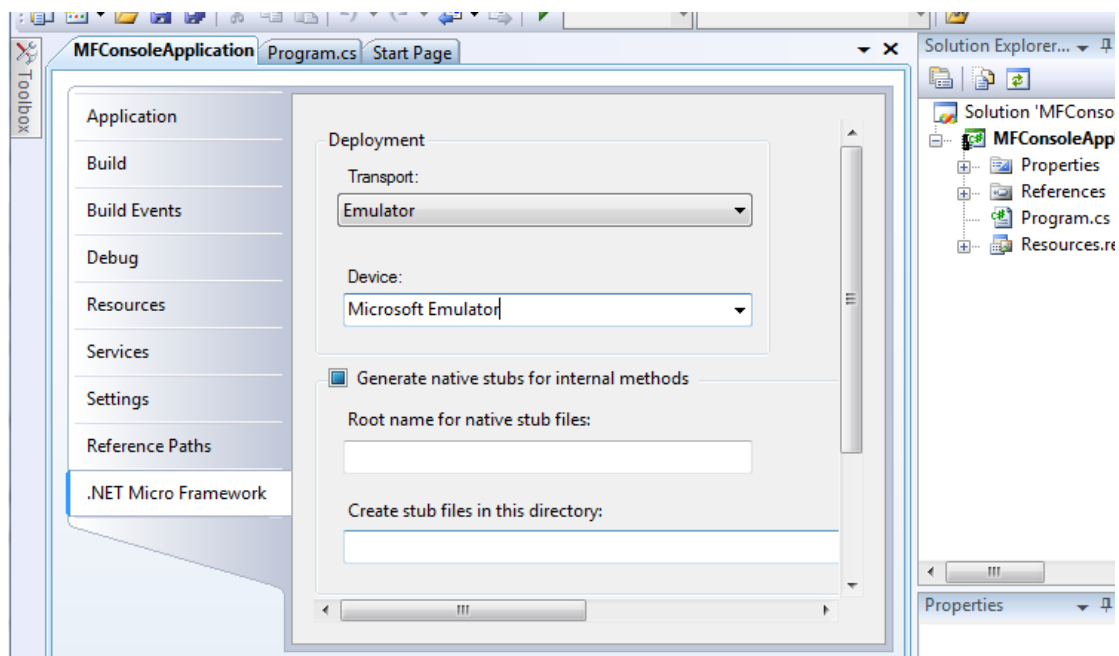 MFConsoleApplication Program.cs Start Page
Toolbox
Application
Build
Build Events
Debug
Resources
Services
Settings
Reference Paths
.NET Micro Framework
Deployment
Transport:
Emulator
Device:
Microsoft Emulator
Generate native stubs for internal methods
Root name for native stub files:
Create stub files in this directory:
Solution Explorer...
Solution 'MFConso
MFConsoleAppl
Properties
References
Program.cs
Resources.re
Properties